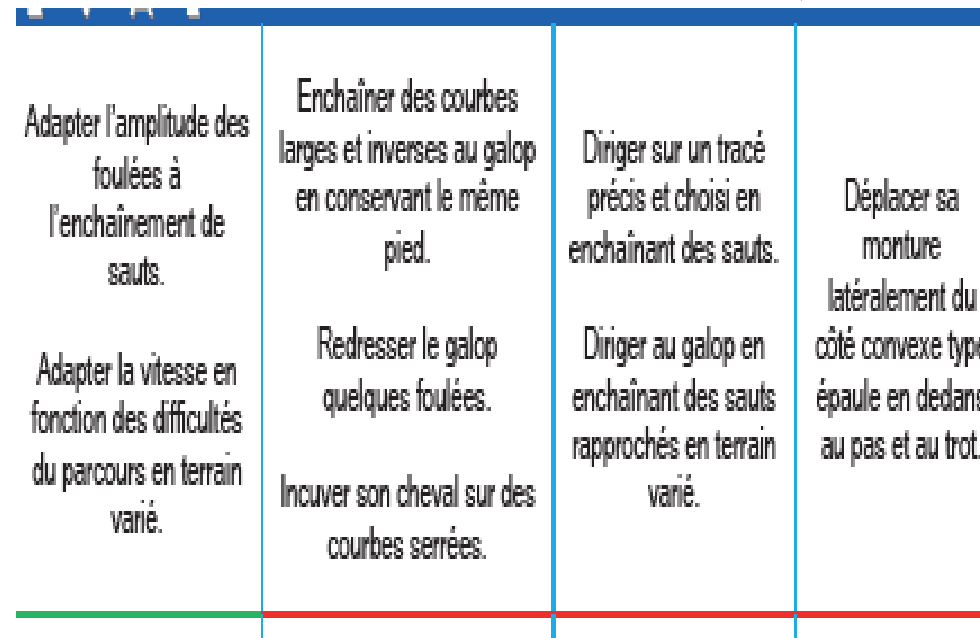 Adapter l'amplitude des
foulées à
l'enchaînement de
sauts.
Adapter la vitesse en
fonction des difficultés
du parcours en terrain
varié.
Enchaîner des courbes
larges et inverses au galop
en conservant le même
pied.
Redresser le galop
quelques foulées.
Incuver son cheval sur des
courbes serrées.
Diriger sur un tracé
précis et choisi en
enchaînant des sauts.
Diriger au galop en
enchaînant des sauts
rapprochés en terrain
varié.
Déplacer sa
monture
latéralement du
côté convexe type
épaule en dedans
au pas et au trot.